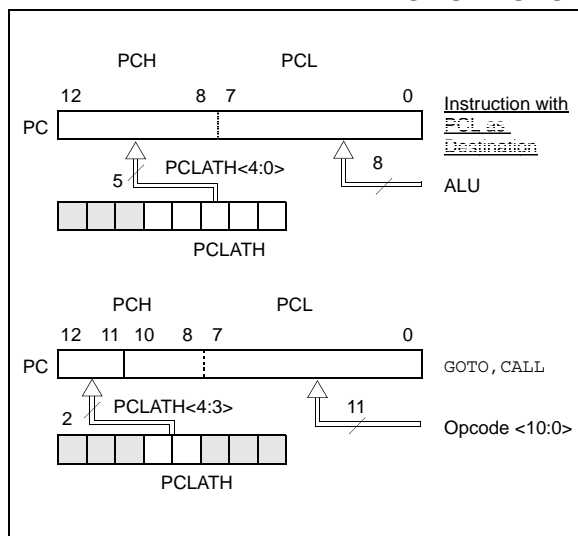 PCH PCL
12 8 7 0
PC
Instruction with
PCL as
Destination
5 PCLATH<4:0> 8
ALU
PCLATH
PCH PCL
12 11 10 8 7 0
PC GOTO, CALL
2 PCLATH<4:3> 11
Opcode <10:0>
PCLATH